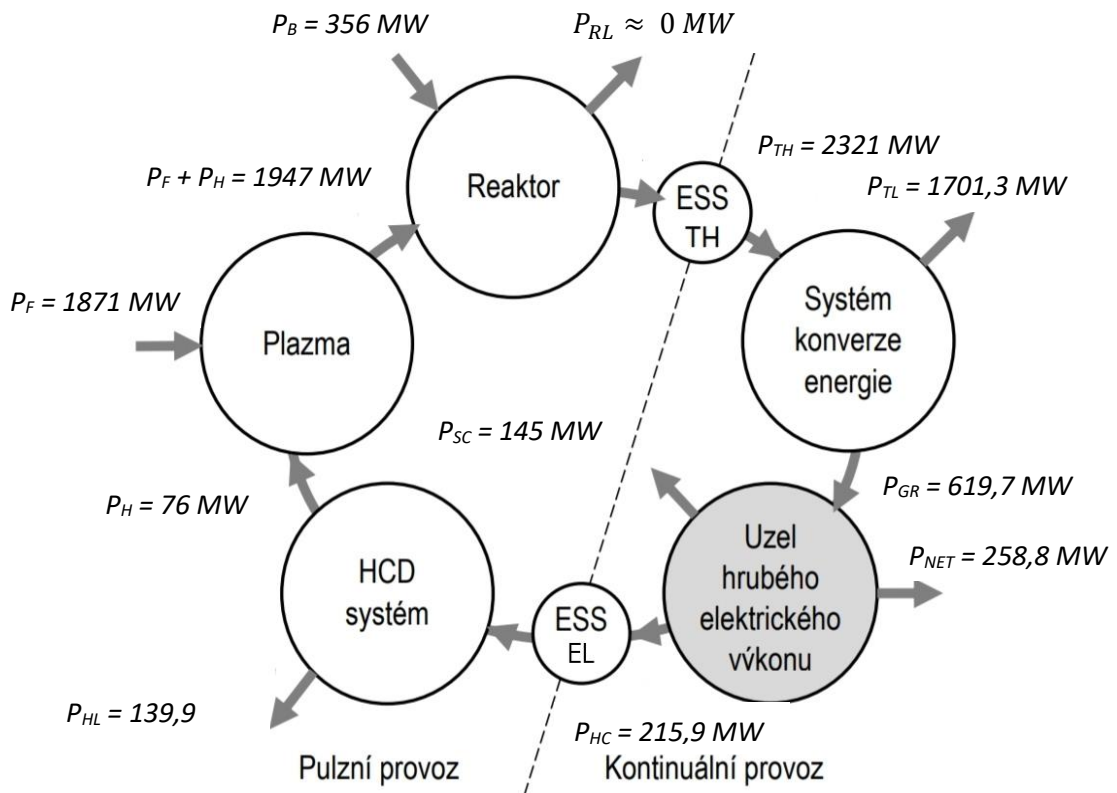 P_B = 356 MW
P_RL ≈ 0 MW
P_TH = 2321 MW
P_F + P_H = 1947 MW
Reaktor
ESS
TH
P_TL = 1701,3 MW
P_F = 1871 MW
Plazma
Systém
konverze
energie
P_SC = 145 MW
P_H = 76 MW
P_GR = 619,7 MW
HCD
systém
ESS
EL
Uzel
hrubého
elektrického
výkonu
P_NET = 258,8 MW
P_HL = 139,9
P_HC = 215,9 MW
Pulzní provoz
Kontinuální provoz